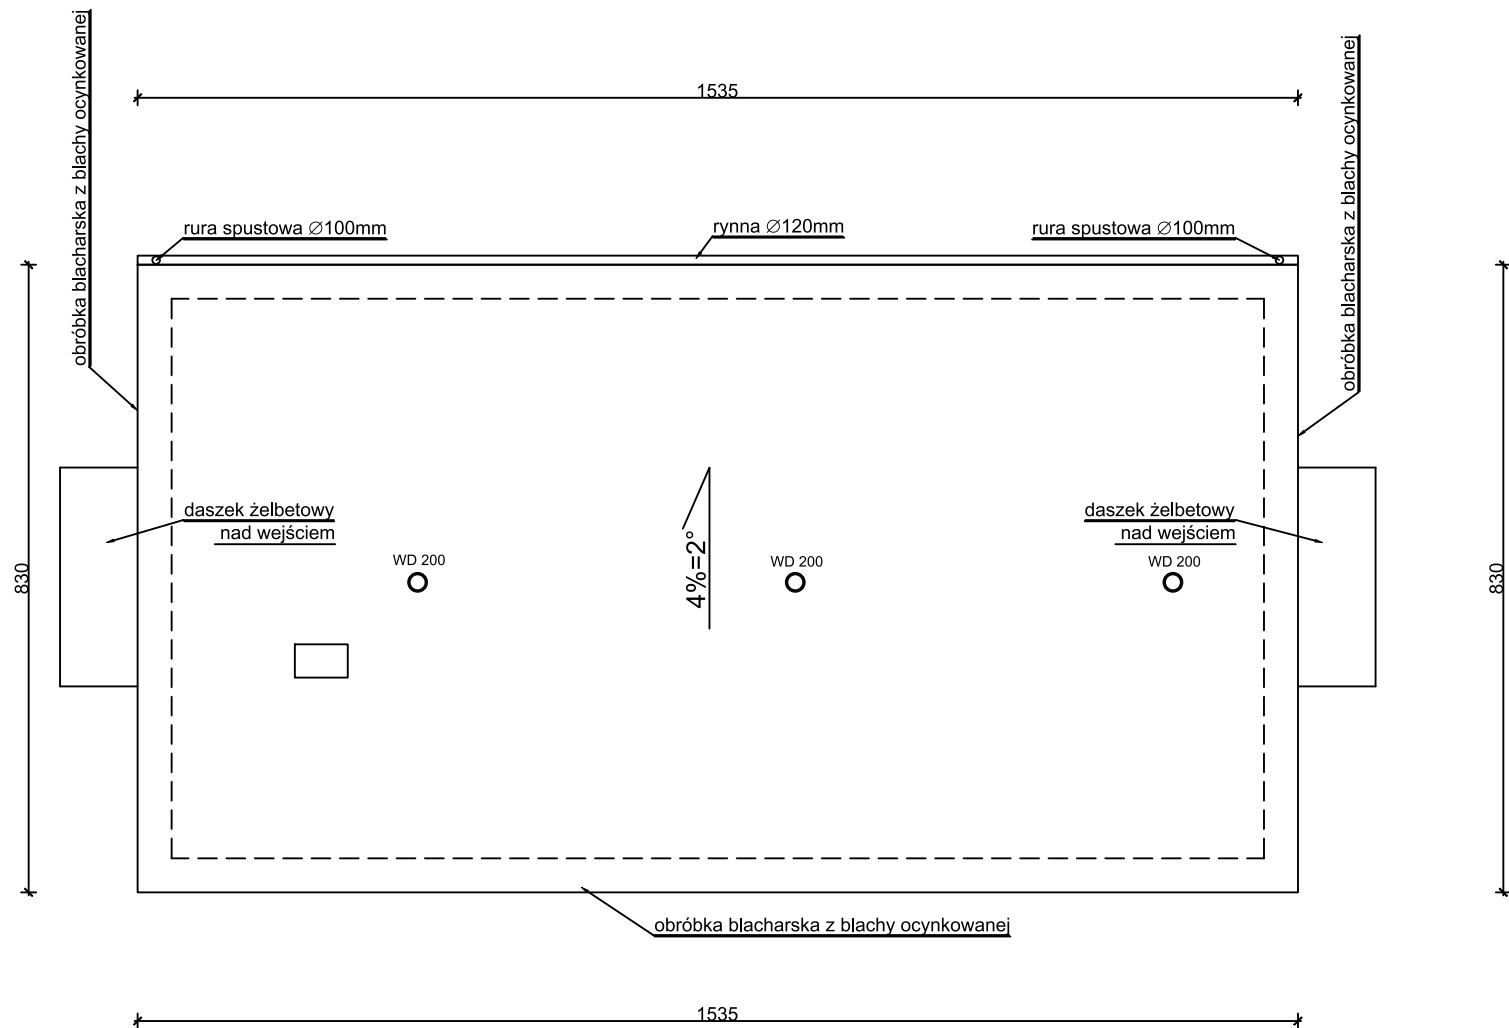 obróbka blacharska z blachy ocynkowanej
1535
obróbka blacharska z blachy ocynkowanej
rura spustowa ∅100mm
rynna ∅120mm
rura spustowa ∅100mm
daszek żelbetowy
nad wejściem
daszek żelbetowy
nad wejściem
WD 200
4%=2°
WD 200
WD 200
830
830
obróbka blacharska z blachy ocynkowanej
1535